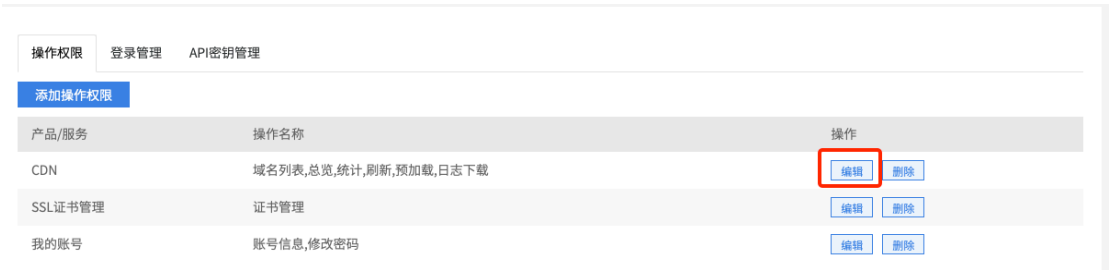 操作权限 登录管理 API密钥管理
添加操作权限
产品/服务 操作名称 操作
CDN 域名列表,总览,统计,刷新,预加载,日志下载 编辑 删除
SSL证书管理 证书管理 编辑 删除
我的账号 账号信息,修改密码 编辑 删除